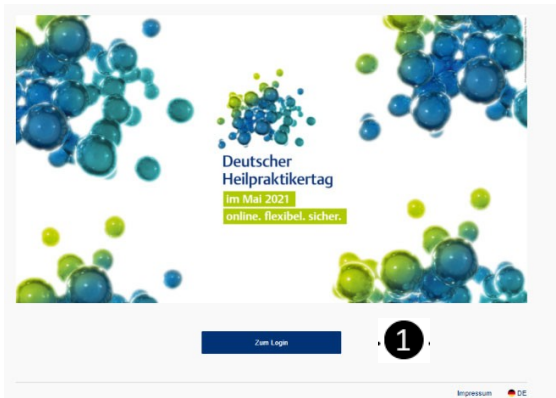 Deutscher
Heilpraktikertag
im Mai 2021
online. flexibel. sicher.
Zum Login
1
Impressum DE